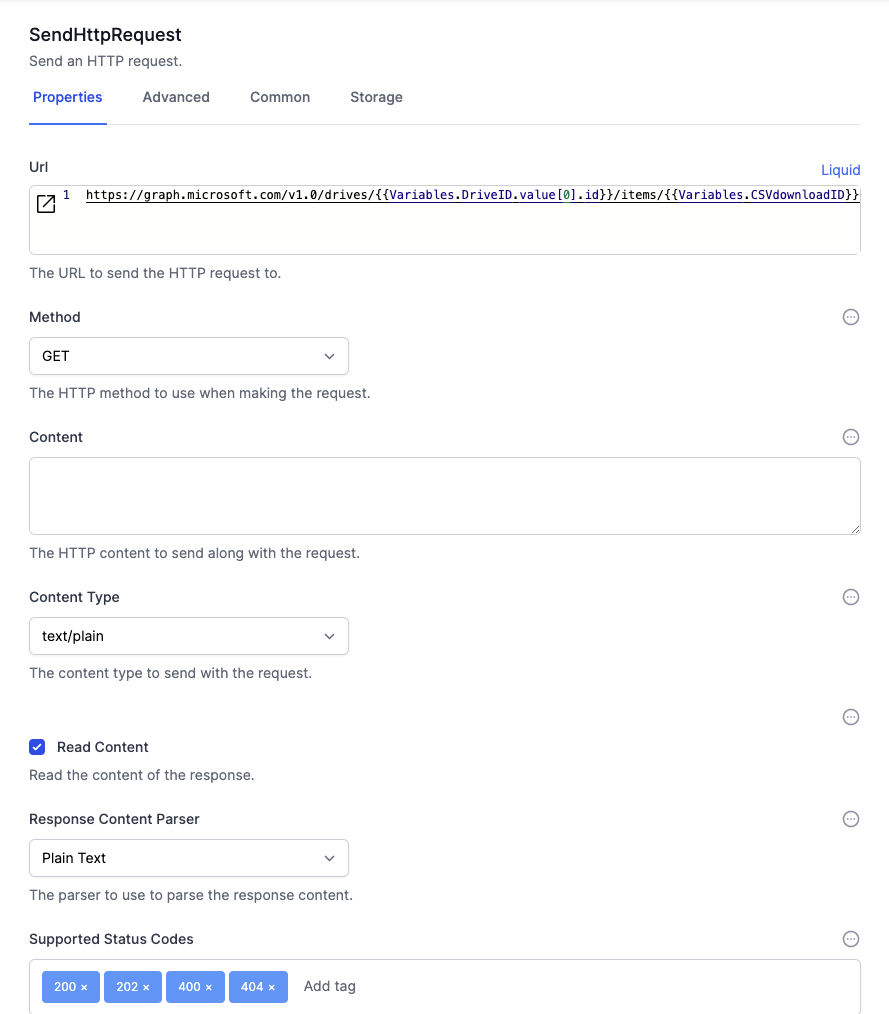 SendHttpRequest
Send an HTTP request.
Properties Advanced Common Storage
Url Liquid
1 https://graph.microsoft.com/v1.0/drives/{{Variables.DriveID.value[0].id}}/items/{{Variables.CSVdownloadID}}
The URL to send the HTTP request to.
Method
GET
The HTTP method to use when making the request.
Content
The HTTP content to send along with the request.
Content Type
text/plain
The content type to send with the request.
Read Content
Read the content of the response.
Response Content Parser
Plain Text
The parser to use to parse the response content.
Supported Status Codes
200 × 202 × 400 × 404 × Add tag